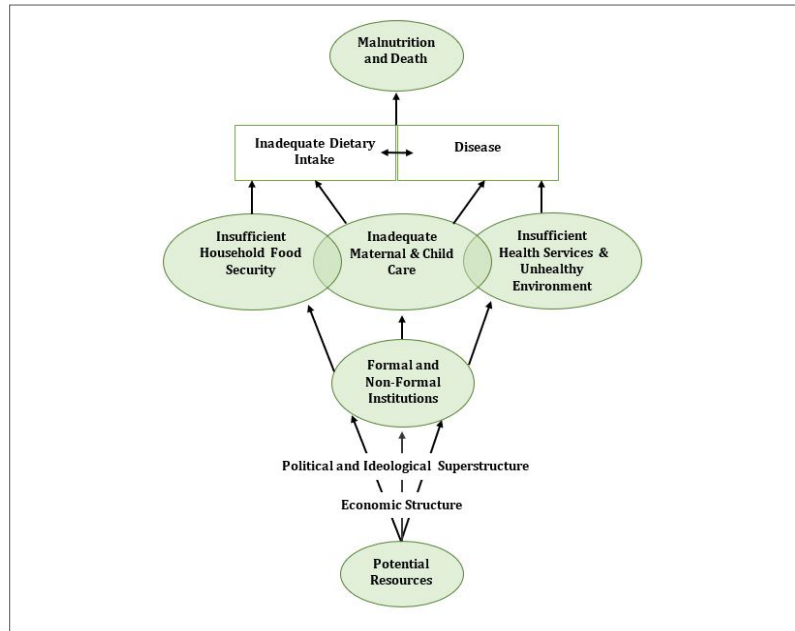 Malnutrition
and Death
Inadequate Dietary
Intake
Disease
Insufficient
Household Food
Security
Inadequate
Maternal & Child
Care
Insufficient
Health Services &
Unhealthy
Environment
Formal and
Non-Formal
Institutions
Political and Ideological Superstructure
Economic Structure
Potential
Resources